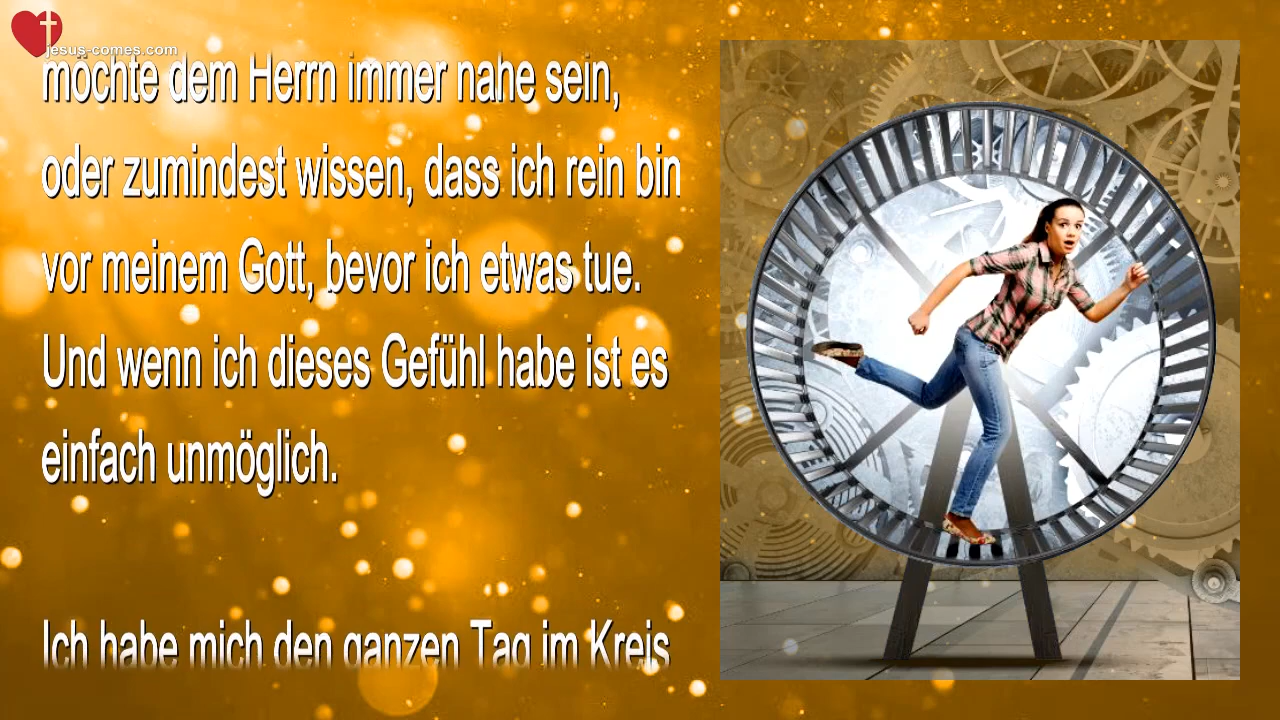 jesus-comes.com
möchte dem Herrn immer nahe sein,
oder zumindest wissen, dass ich rein bin
vor meinem Gott, bevor ich etwas tue.
Und wenn ich dieses Gefühl habe ist es
einfach unmöglich.
Ich habe mich den ganzen Tag im Kreis